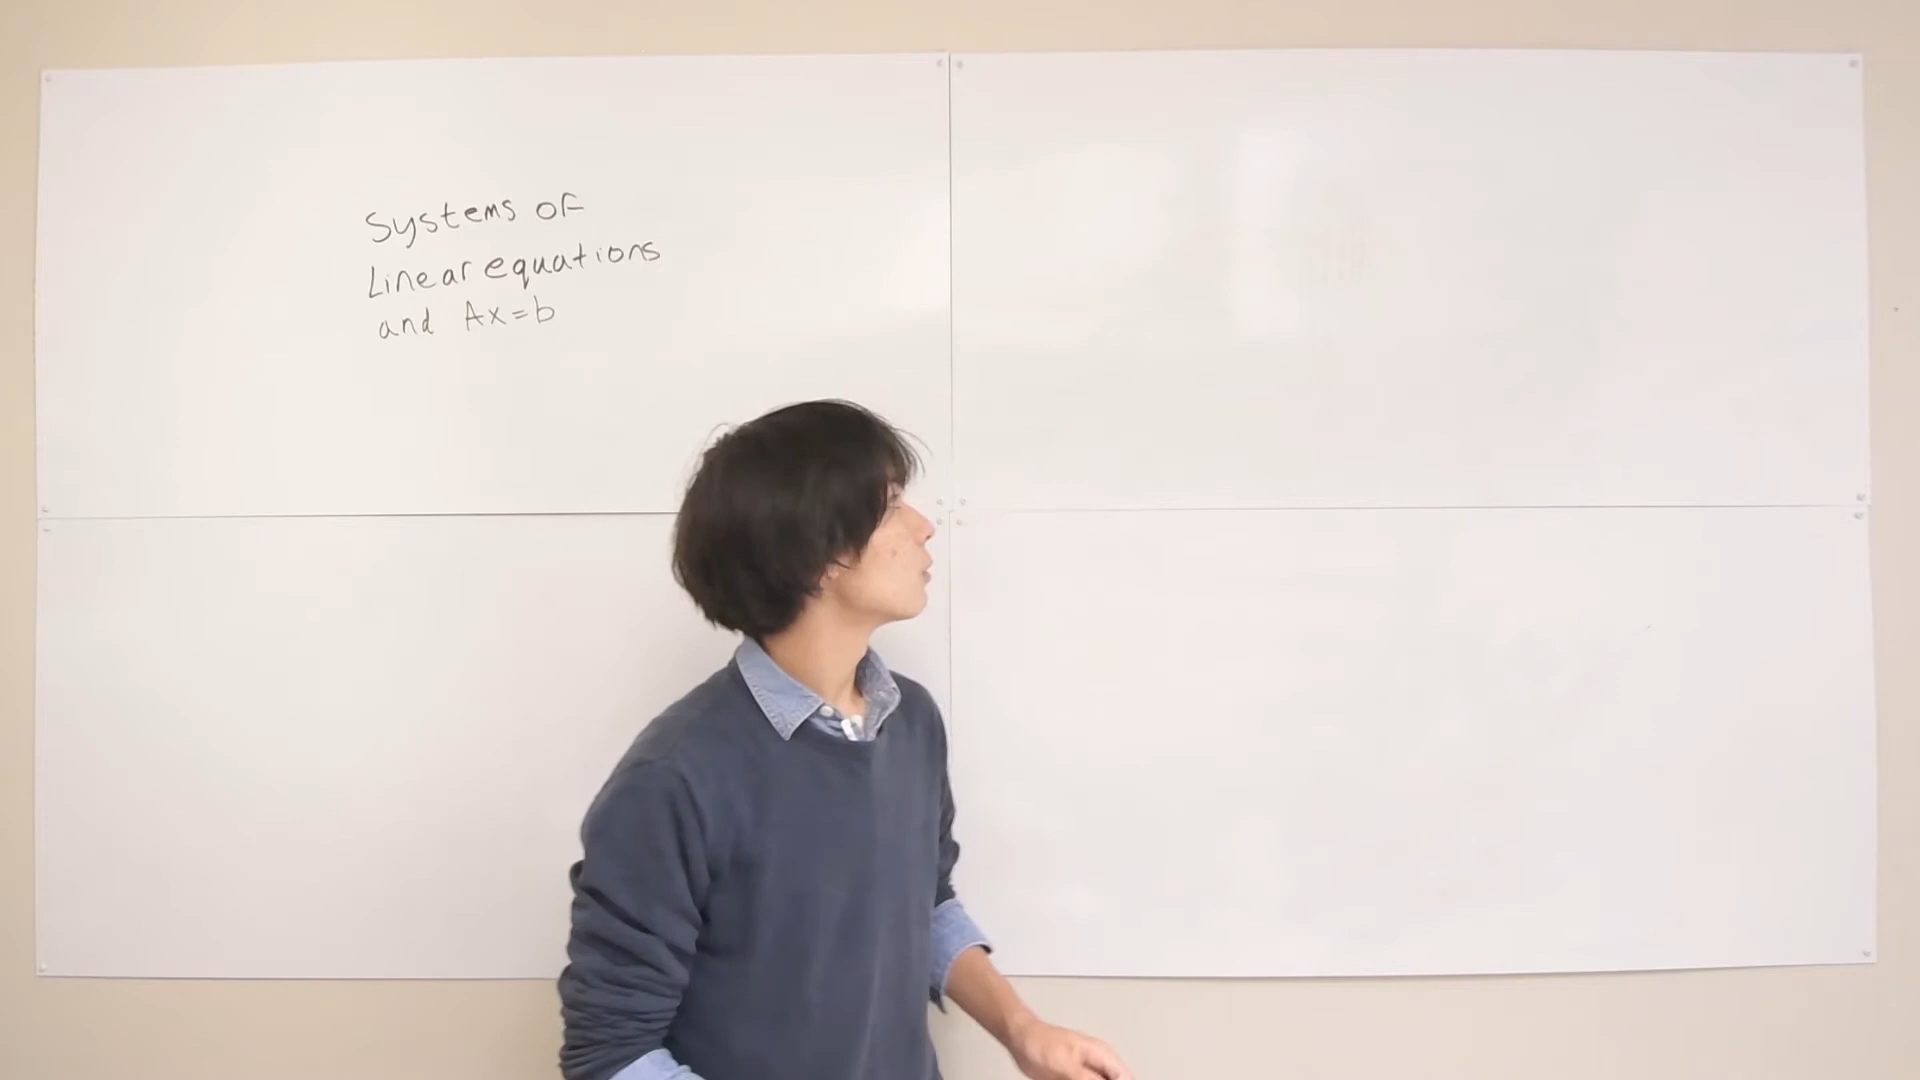 Systems of
Linear equations
and Ax=b